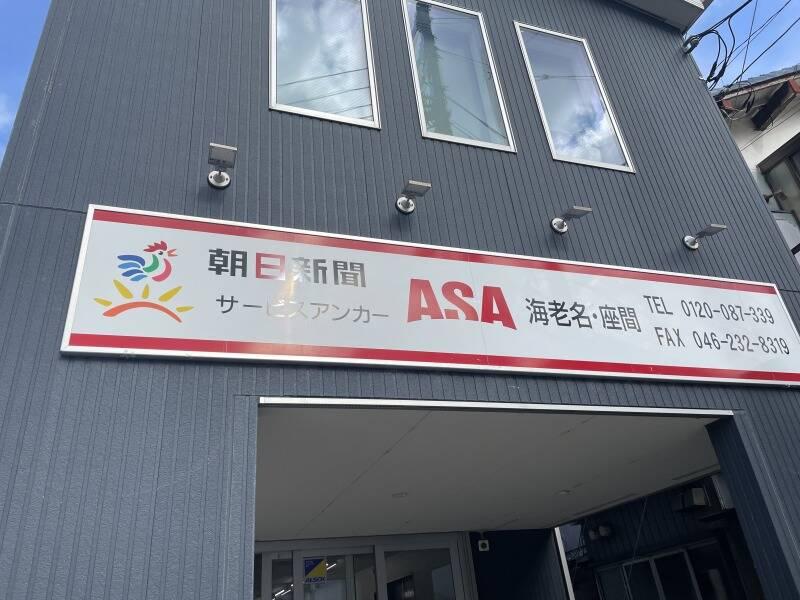 朝日新聞
サービスアンカー
ASA
海老名・座間
TEL 0120-087-339
FAX 046-232-8319
ALSOK